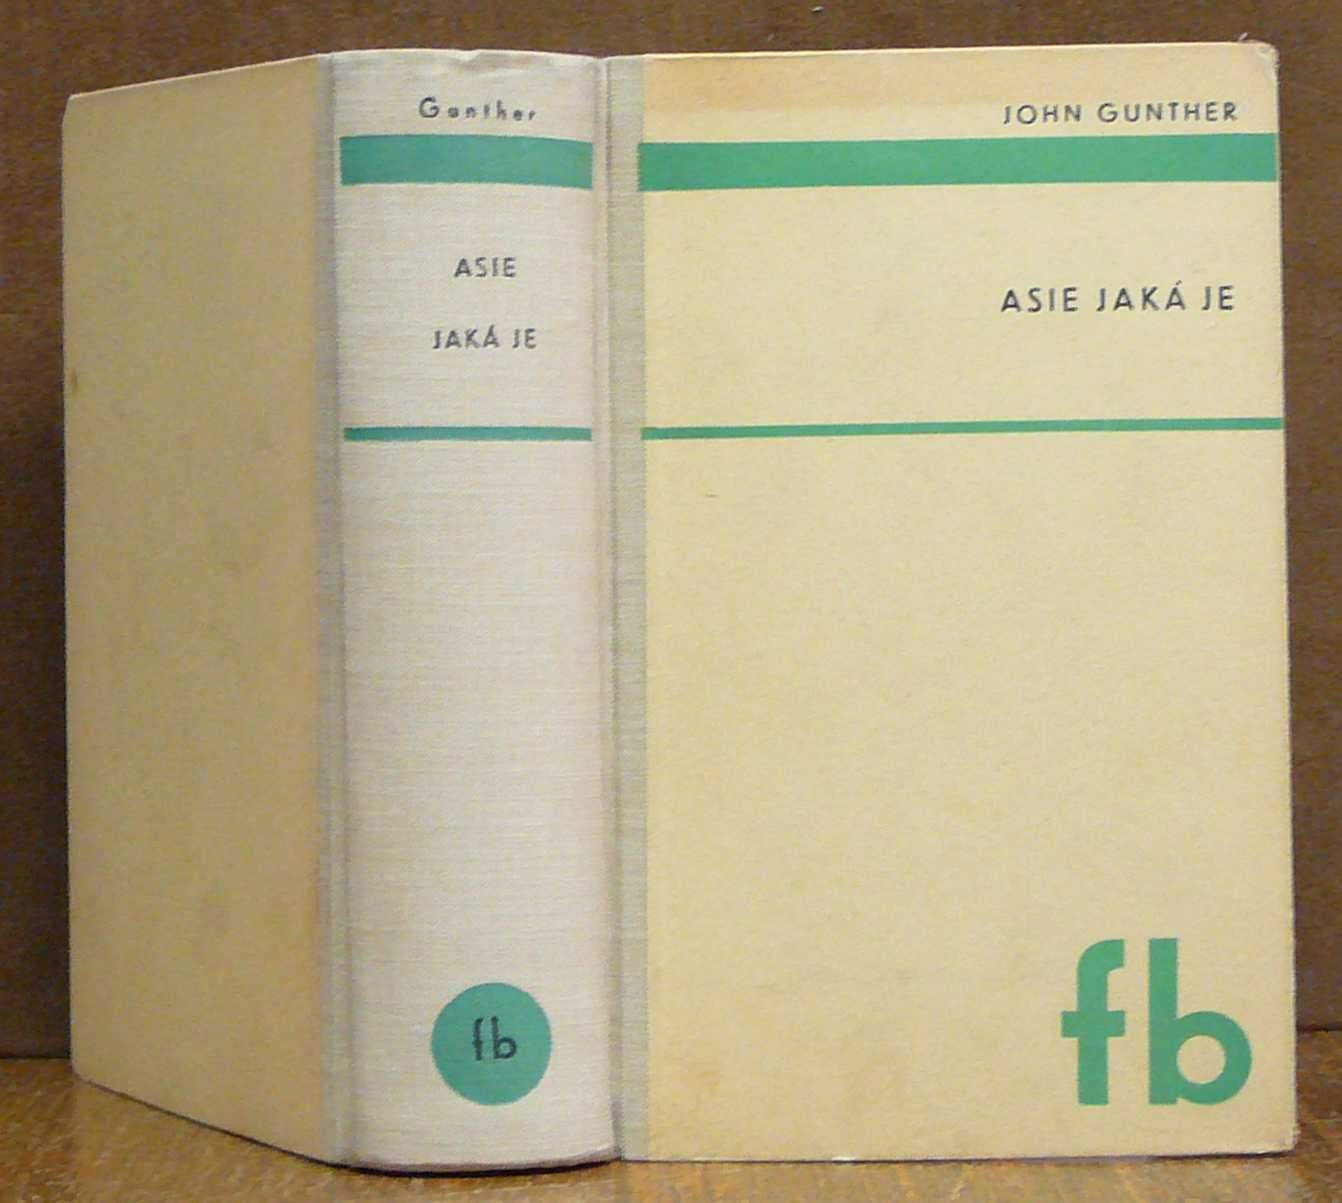 Gunther
ASIE
JAKÁ JE
fb
JOHN GUNTHER
ASIE JAKÁ JE
fb